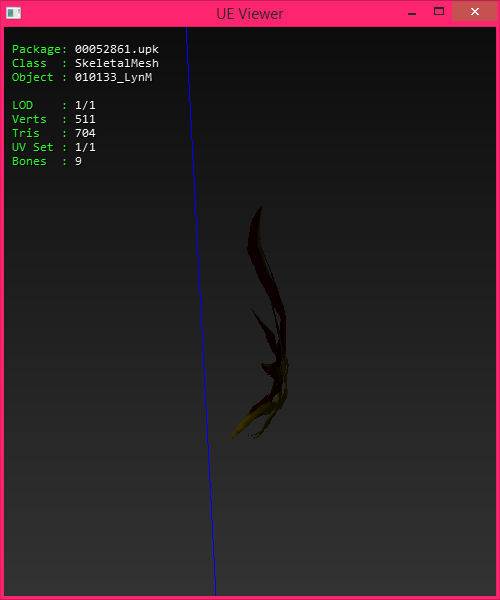 UE Viewer
Package: 00052861.upk
Class  : SkeletalMesh
Object : 010133_LynM
LOD    : 1/1
Verts  : 511
Tris   : 704
UV Set : 1/1
Bones  : 9